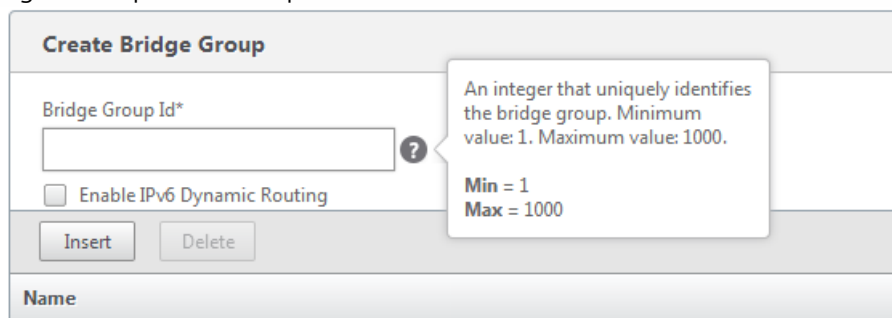 Create Bridge Group
Bridge Group Id*
?
An integer that uniquely identifies
the bridge group. Minimum
value: 1. Maximum value: 1000.
Min = 1
Max = 1000
Enable IPv6 Dynamic Routing
Insert Delete
Name